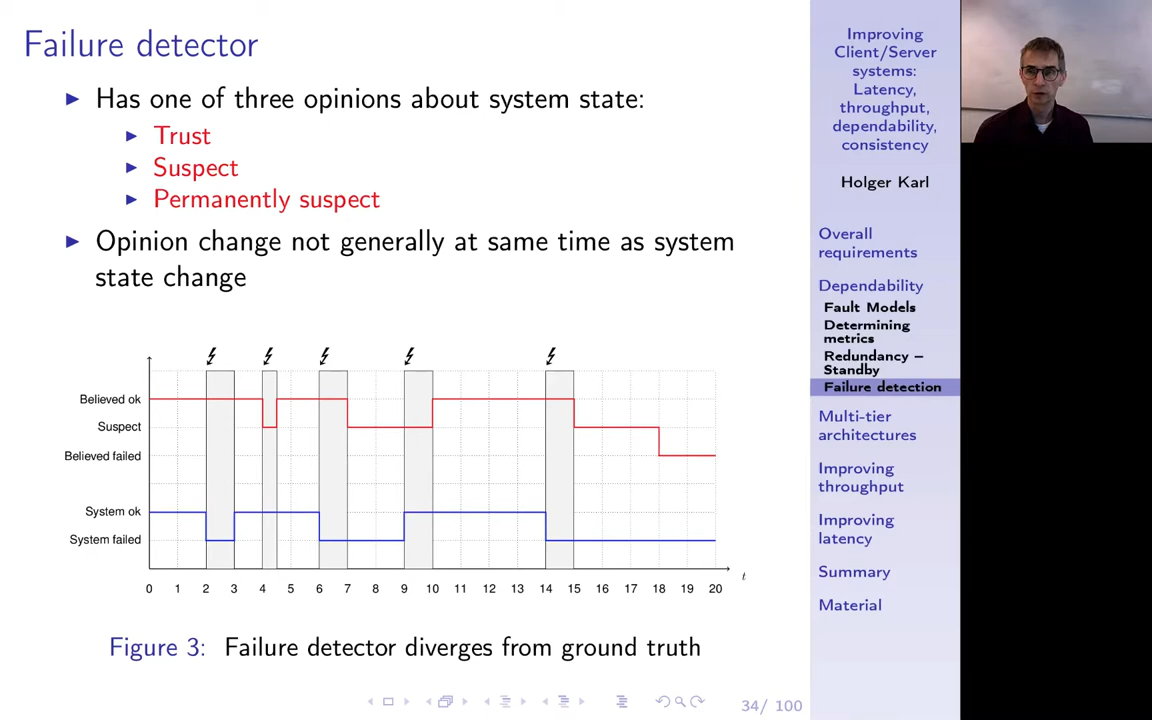 Failure detector
Has one of three opinions about system state:
Trust
Suspect
Permanently suspect
Opinion change not generally at same time as system
state change
Believed ok
Suspect
Believed failed
System ok
System failed
0 1 2 3 4 5 6 7 8 9 10 11 12 13 14 15 16 17 18 19 20
t
Figure 3: Failure detector diverges from ground truth
34/ 100
Improving
Client/Server
systems:
Latency,
throughput,
dependability,
consistency
Holger Karl
Overall
requirements
Dependability
Fault Models
Determining
metrics
Redundancy –
Standby
Failure detection
Multi-tier
architectures
Improving
throughput
Improving
latency
Summary
Material